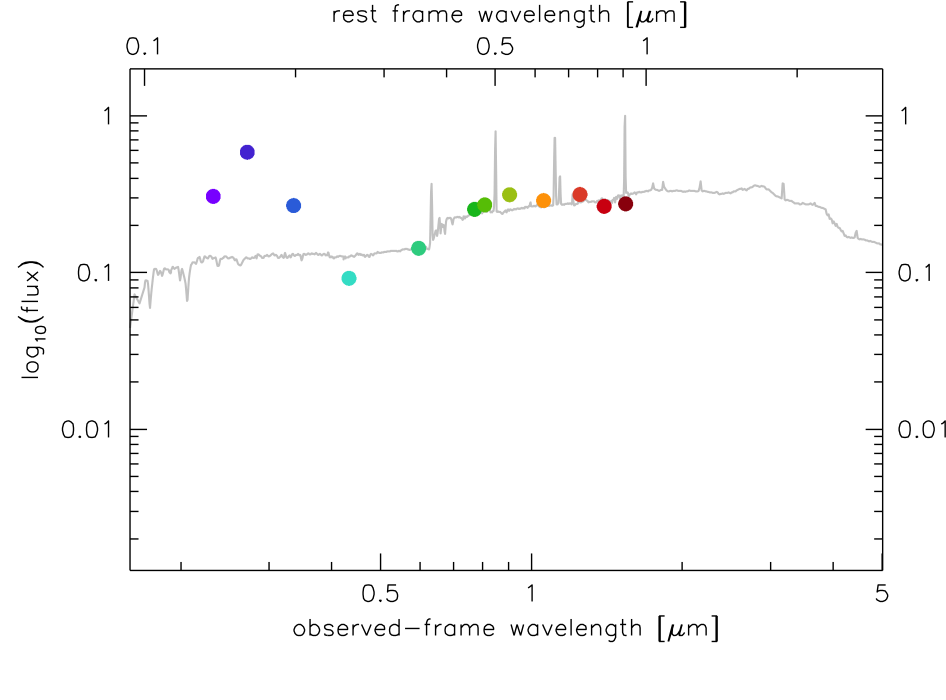 rest frame wavelength [μm]
0.1 0.5 1
1 1
0.1 0.1
0.01 0.01
log10(flux)
0.5 1 5
observed-frame wavelength [μm]